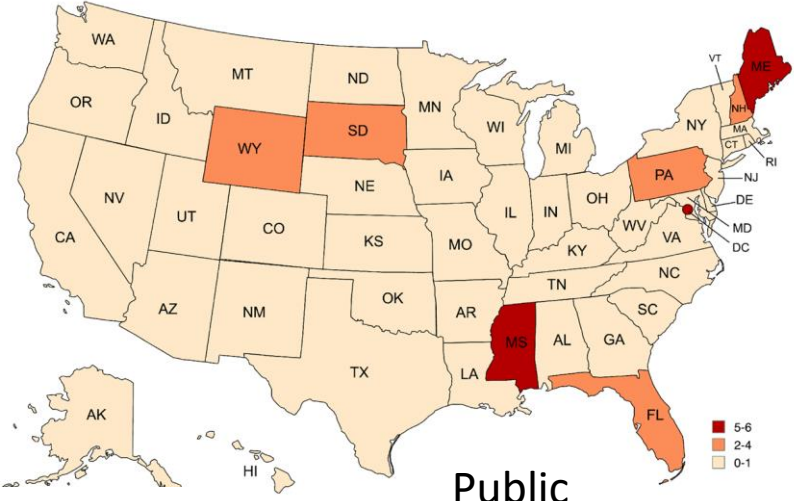 WA
MT
ND
MN
VT
ME
OR
ID
WY
SD
WI
MI
NY
NH
MA
CT
RI
NV
UT
CO
NE
IA
IL
IN
OH
PA
NJ
DE
MD
DC
CA
KS
MO
KY
WV
VA
AZ
NM
OK
AR
TN
NC
SC
TX
LA
MS
AL
GA
FL
AK
HI
5-6
2-4
0-1
Public